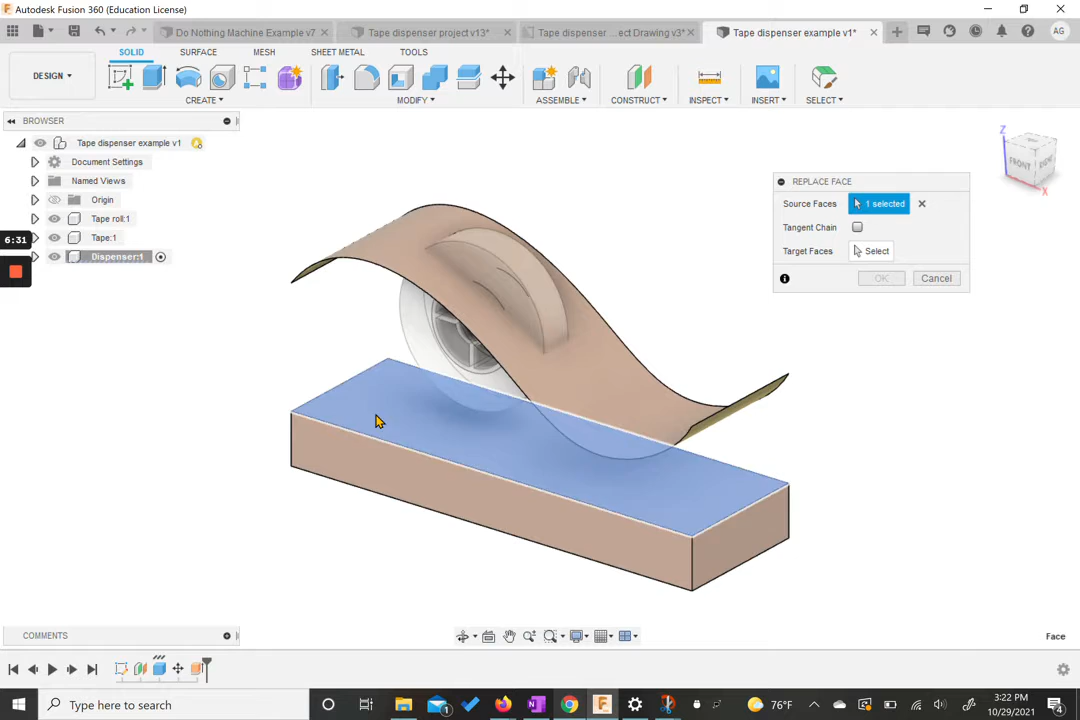 Autodesk Fusion 360 (Education License)
Do Nothing Machine.Example v7
Tape dispenser project v13*
Tape dispenser ...ect Drawing v3*
Tape dispenser example v1*
AG
SOLID
SURFACE
MESH
SHEET METAL
TOOLS
DESIGN
CREATE
MODIFY
ASSEMBLE
CONSTRUCT
INSPECT
INSERT
SELECT
BROWSER
Tape dispenser example v1
Document Settings
Named Views
Origin
Tape roll:1
Tape:1
Dispenser:1
6:31
Z
FRONT
RIGHT
X
REPLACE FACE
Source Faces
1 selected
Tangent Chain
Target Faces
Select
OK
Cancel
COMMENTS
Face
Type here to search
1
76°F
3:22 PM
10/29/2021
4